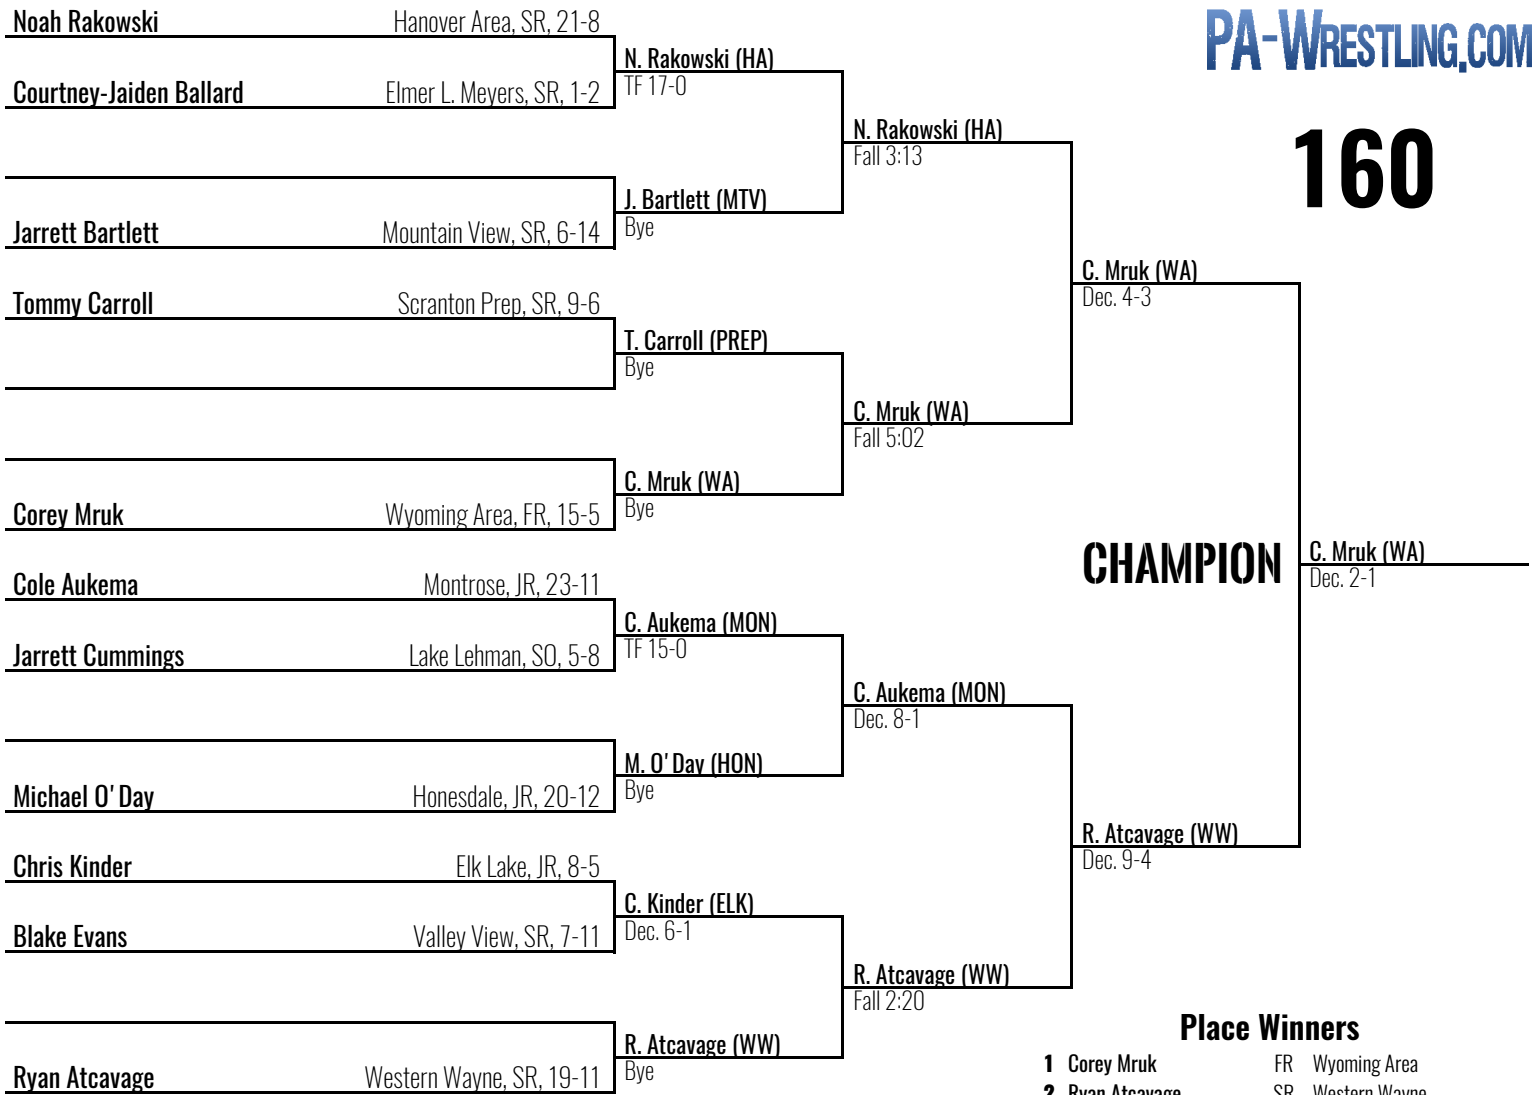 Noah Rakowski Hanover Area, SR, 21-8
PA-WRESTLING.COM
N. Rakowski (HA)
TF 17-0
Courtney-Jaiden Ballard Elmer L. Meyers, SR, 1-2
N. Rakowski (HA)
Fall 3:13
160
J. Bartlett (MTV)
Bye
Jarrett Bartlett Mountain View, SR, 6-14
C. Mruk (WA)
Dec. 4-3
Tommy Carroll Scranton Prep, SR, 9-6
T. Carroll (PREP)
Bye
C. Mruk (WA)
Fall 5:02
C. Mruk (WA)
Bye
Corey Mruk Wyoming Area, FR, 15-5
CHAMPION
C. Mruk (WA)
Dec. 2-1
Cole Aukema Montrose, JR, 23-11
C. Aukema (MON)
TF 15-0
Jarrett Cummings Lake Lehman, SO, 5-8
C. Aukema (MON)
Dec. 8-1
M. O'Day (HON)
Bye
Michael O'Day Honesdale, JR, 20-12
R. Atcavage (WW)
Dec. 9-4
Chris Kinder Elk Lake, JR, 8-5
C. Kinder (ELK)
Dec. 6-1
Blake Evans Valley View, SR, 7-11
R. Atcavage (WW)
Fall 2:20
R. Atcavage (WW)
Bye
Ryan Atcavage Western Wayne, SR, 19-11
Place Winners
1 Corey Mruk FR Wyoming Area
2 Ryan Atcavage SR Western Wayne